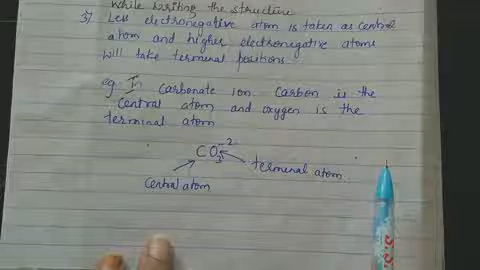 while writing the structure
3) Less electronegative atom is taken as central
atom and higher electronegative atoms
will take terminal positions.
eg In Carbonate ion. Carbon is the
central atom and oxygen is the
terminal atom
CO3-2
terminal atom
Central atom
S.S.